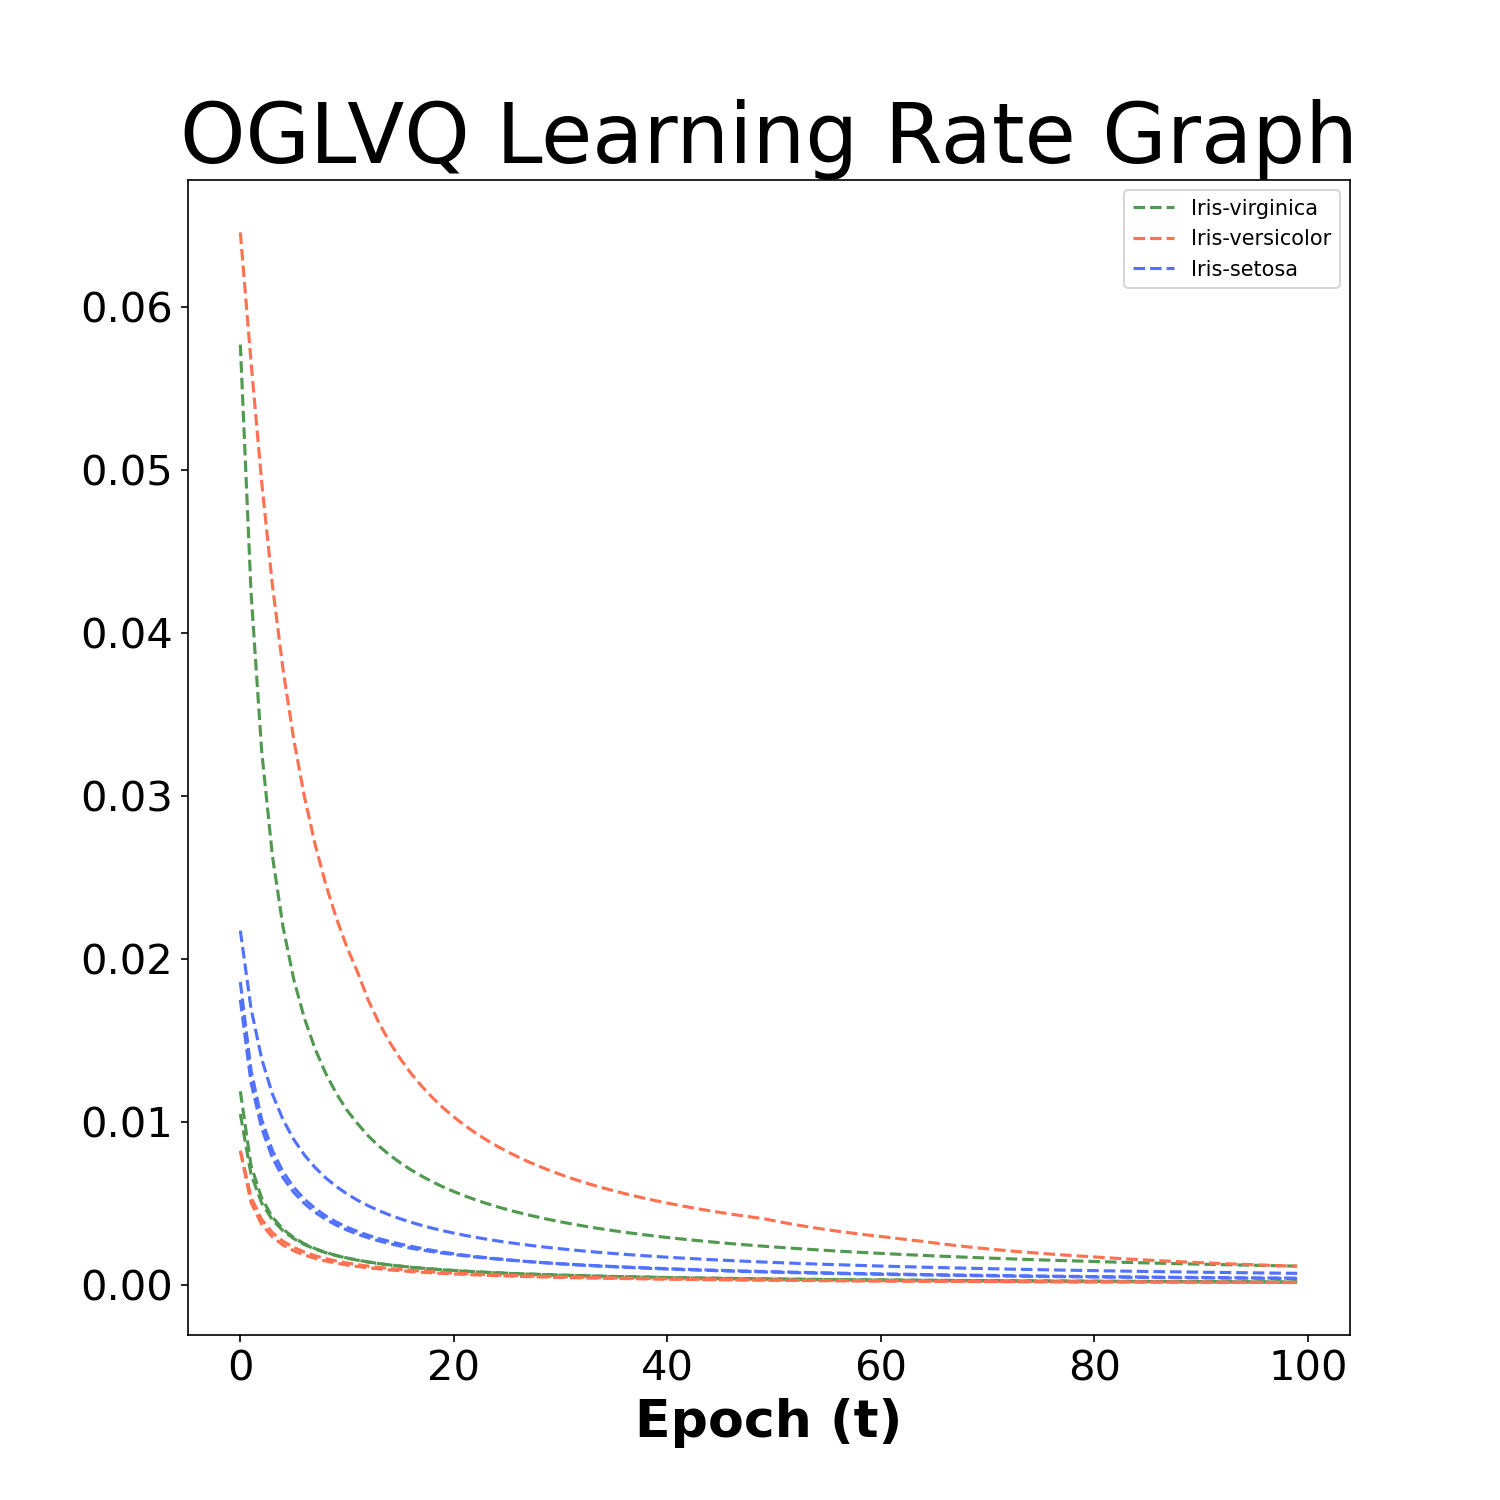 OGLVQ Learning Rate Graph
Iris-virginica
Iris-versicolor
Iris-setosa
0.06
0.05
0.04
0.03
0.02
0.01
0.00
0 20 40 60 80 100
Epoch (t)